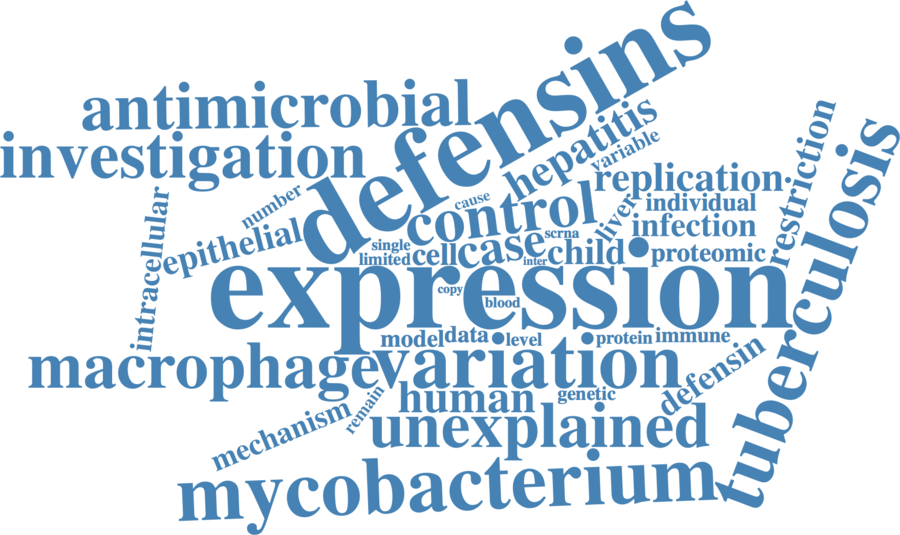 defensins
antimicrobial
hepatitis
investigation
variable
restriction
tuberculosis
replication
number
cause
control
individual
intracellular
liver
infection
epithelial
scrna
single
case
child
proteomic
limited
cell
inter
expression
copy
blood
model
data
level
protein
immune
macrophage
variation
defensin
remain
human
genetic
mechanism
unexplained
mycobacterium